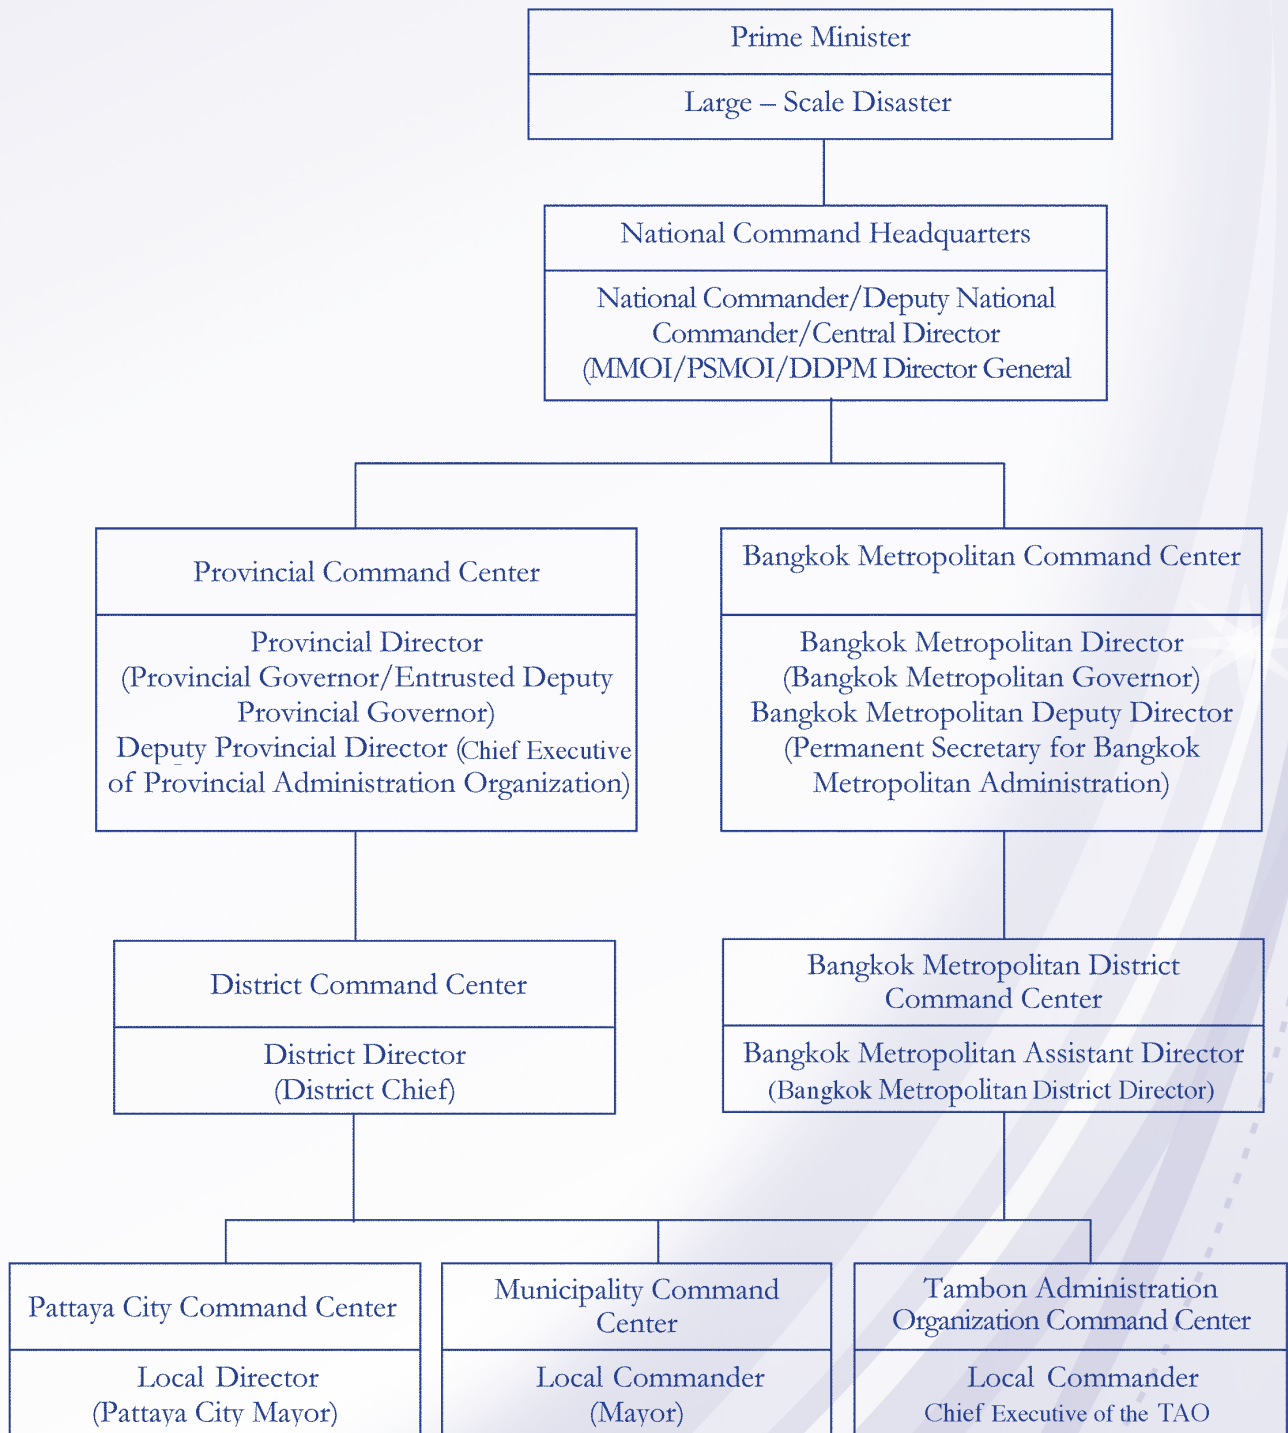 Prime Minister
Large – Scale Disaster
National Command Headquarters
National Commander/Deputy National
Commander/Central Director
(MMOI/PSMOI/DDPM Director General
Provincial Command Center
Provincial Director
(Provincial Governor/Entrusted Deputy
Provincial Governor)
Deputy Provincial Director (Chief Executive
of Provincial Administration Organization)
Bangkok Metropolitan Command Center
Bangkok Metropolitan Director
(Bangkok Metropolitan Governor)
Bangkok Metropolitan Deputy Director
(Permanent Secretary for Bangkok
Metropolitan Administration)
District Command Center
District Director
(District Chief)
Bangkok Metropolitan District
Command Center
Bangkok Metropolitan Assistant Director
(Bangkok Metropolitan District Director)
Pattaya City Command Center
Local Director
(Pattaya City Mayor)
Municipality Command
Center
Local Commander
(Mayor)
Tambon Administration
Organization Command Center
Local Commander
Chief Executive of the TAO